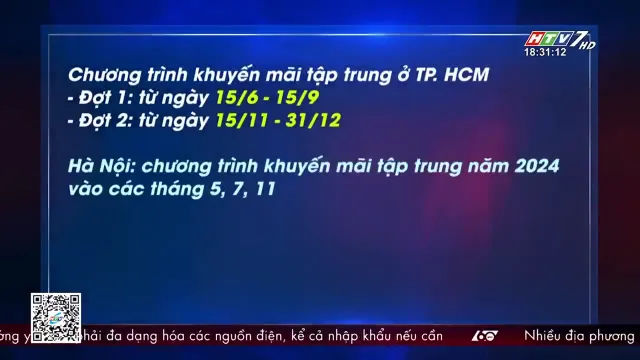 HTV7 HD
18:31:12
Chương trình khuyến mãi tập trung ở TP. HCM
- Đợt 1: từ ngày 15/6 - 15/9
- Đợt 2: từ ngày 15/11 - 31/12
Hà Nội: chương trình khuyến mãi tập trung năm 2024
vào các tháng 5, 7, 11
phải đa dạng hóa các nguồn điện, kể cả nhập khẩu nếu cần
Nhiều địa phương